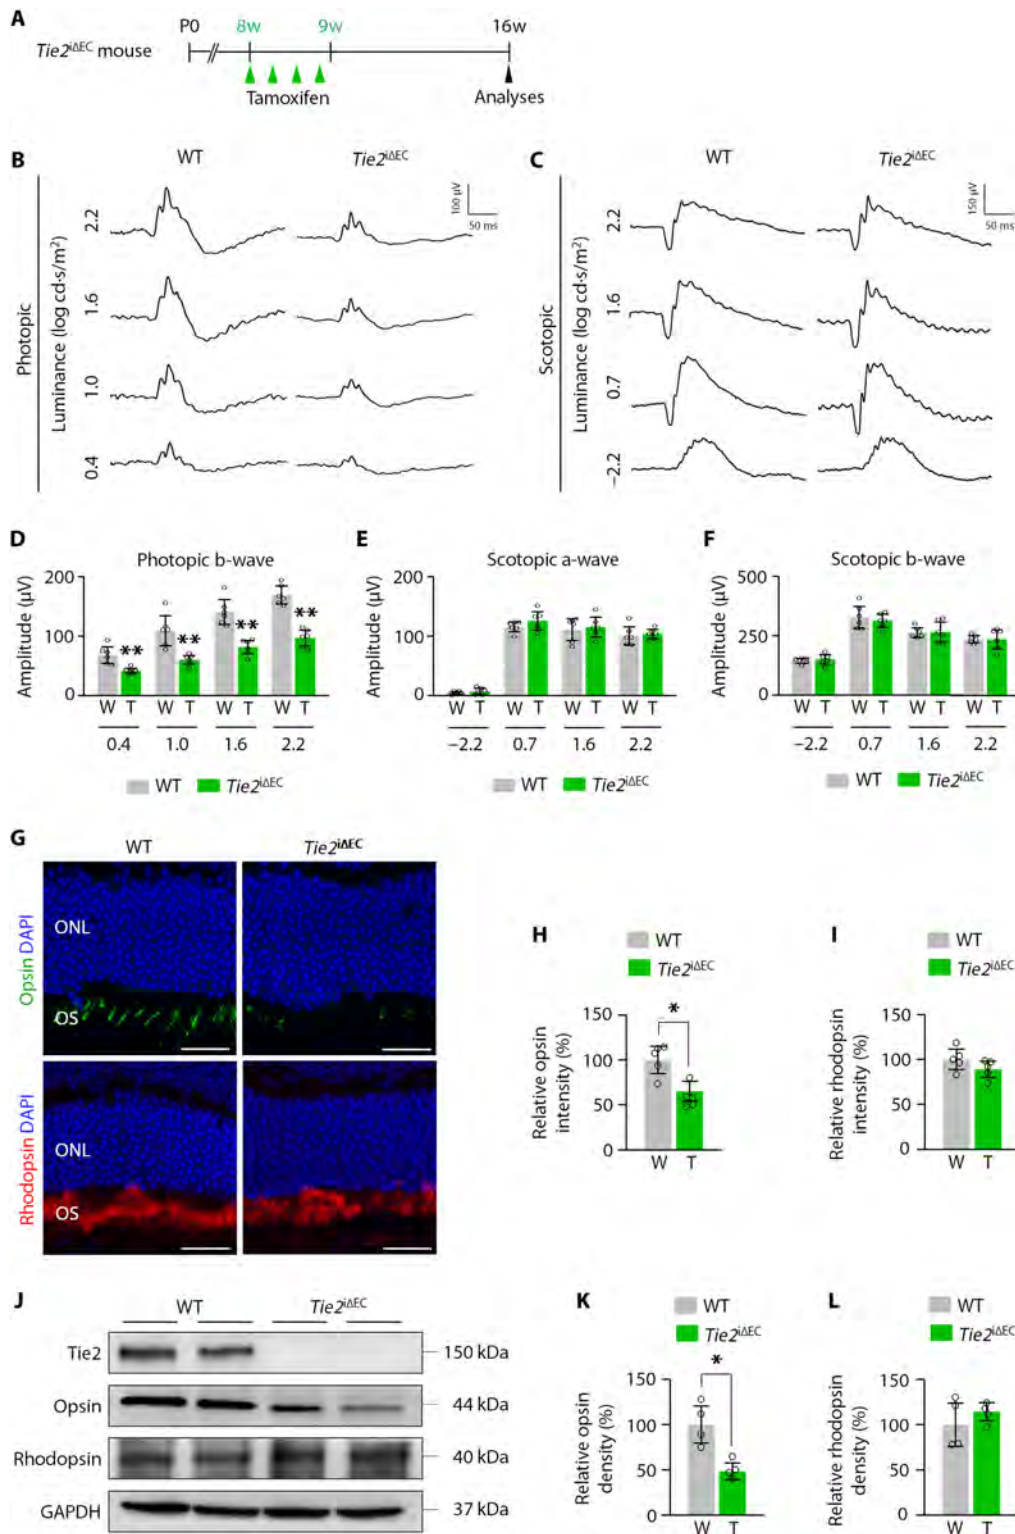 A
P0 8w 9w 16w
Tie2iΔEC mouse
Tamoxifen Analyses
B WT Tie2iΔEC
100 μV
50 ms
Photopic
Luminance (log cd·s/m²)
2.2
1.6
1.0
0.4
C WT Tie2iΔEC
150 μV
50 ms
Scotopic
Luminance (log cd·s/m²)
2.2
1.6
0.7
−2.2
D Photopic b-wave
Amplitude (μV)
200
100
0
** ** ** **
W T W T W T W T
0.4 1.0 1.6 2.2
WT Tie2iΔEC
E Scotopic a-wave
Amplitude (μV)
200
100
0
W T W T W T W T
−2.2 0.7 1.6 2.2
WT Tie2iΔEC
F Scotopic b-wave
Amplitude (μV)
500
250
0
W T W T W T W T
−2.2 0.7 1.6 2.2
WT Tie2iΔEC
G WT Tie2iΔEC
Opsin DAPI
ONL
OS
Rhodopsin DAPI
ONL
OS
H WT
Tie2iΔEC
Relative opsin
intensity (%)
150
100
50
0
*
W T
I WT
Tie2iΔEC
Relative rhodopsin
intensity (%)
150
100
50
0
W T
J WT Tie2iΔEC
Tie2 150 kDa
Opsin 44 kDa
Rhodopsin 40 kDa
GAPDH 37 kDa
K WT
Tie2iΔEC
Relative opsin
density (%)
150
100
50
0
*
W T
L WT
Tie2iΔEC
Relative rhodopsin
density (%)
150
100
50
0
W T